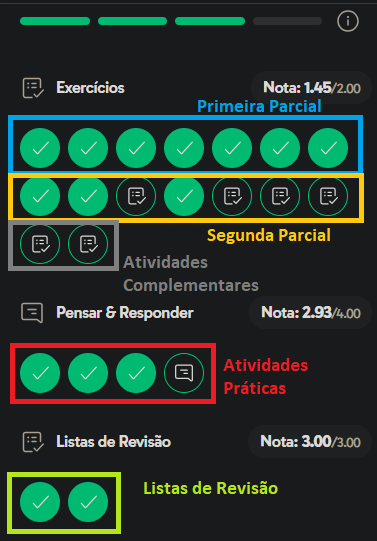 Exercícios
Nota: 1.45/2.00
Primeira Parcial
Segunda Parcial
Atividades
Complementares
Pensar & Responder
Nota: 2.93/4.00
Atividades
Práticas
Listas de Revisão
Nota: 3.00/3.00
Listas de Revisão